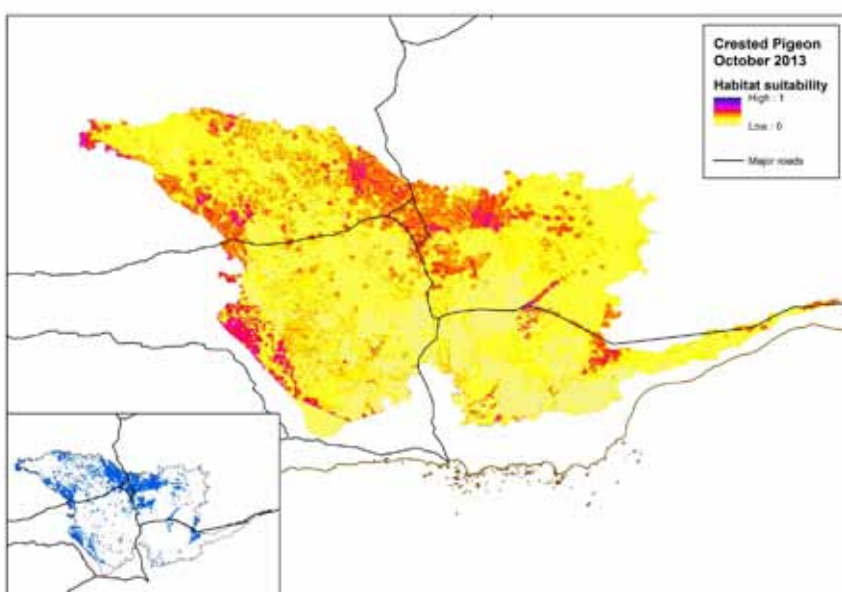 Crested Pigeon
October 2013
Habitat suitability
High : 1
Low : 0
Major roads